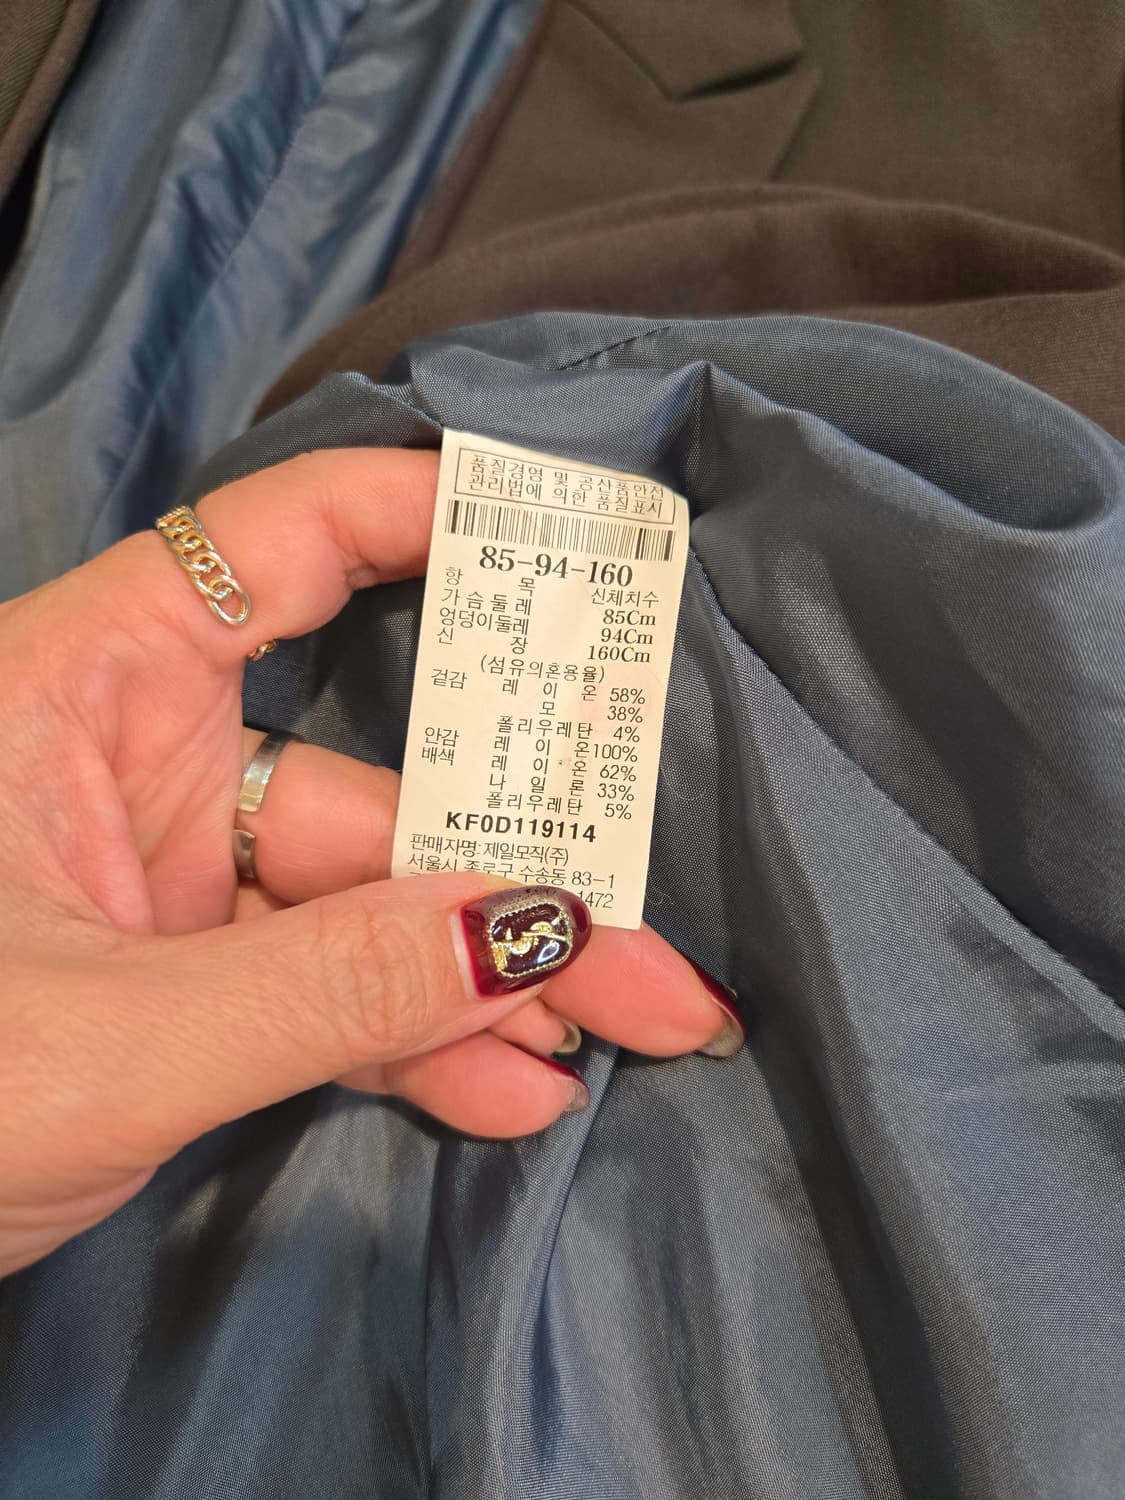 품질경영 및 공산품안전
관리법에 의한 품질표시
85-94-160
항 목 신체치수
가슴둘레 85Cm
엉덩이둘레 94Cm
신 장 160Cm
(섬유의혼용율)
겉감 레 이 온 58%
모 38%
폴리우레탄 4%
안감 레 이 온100%
배색 레 이 온 62%
나 일 론 33%
폴리우레탄 5%
KF0D119114
판매자명: 제일모직(주)
서울시 종로구 수송동 83-1
1472